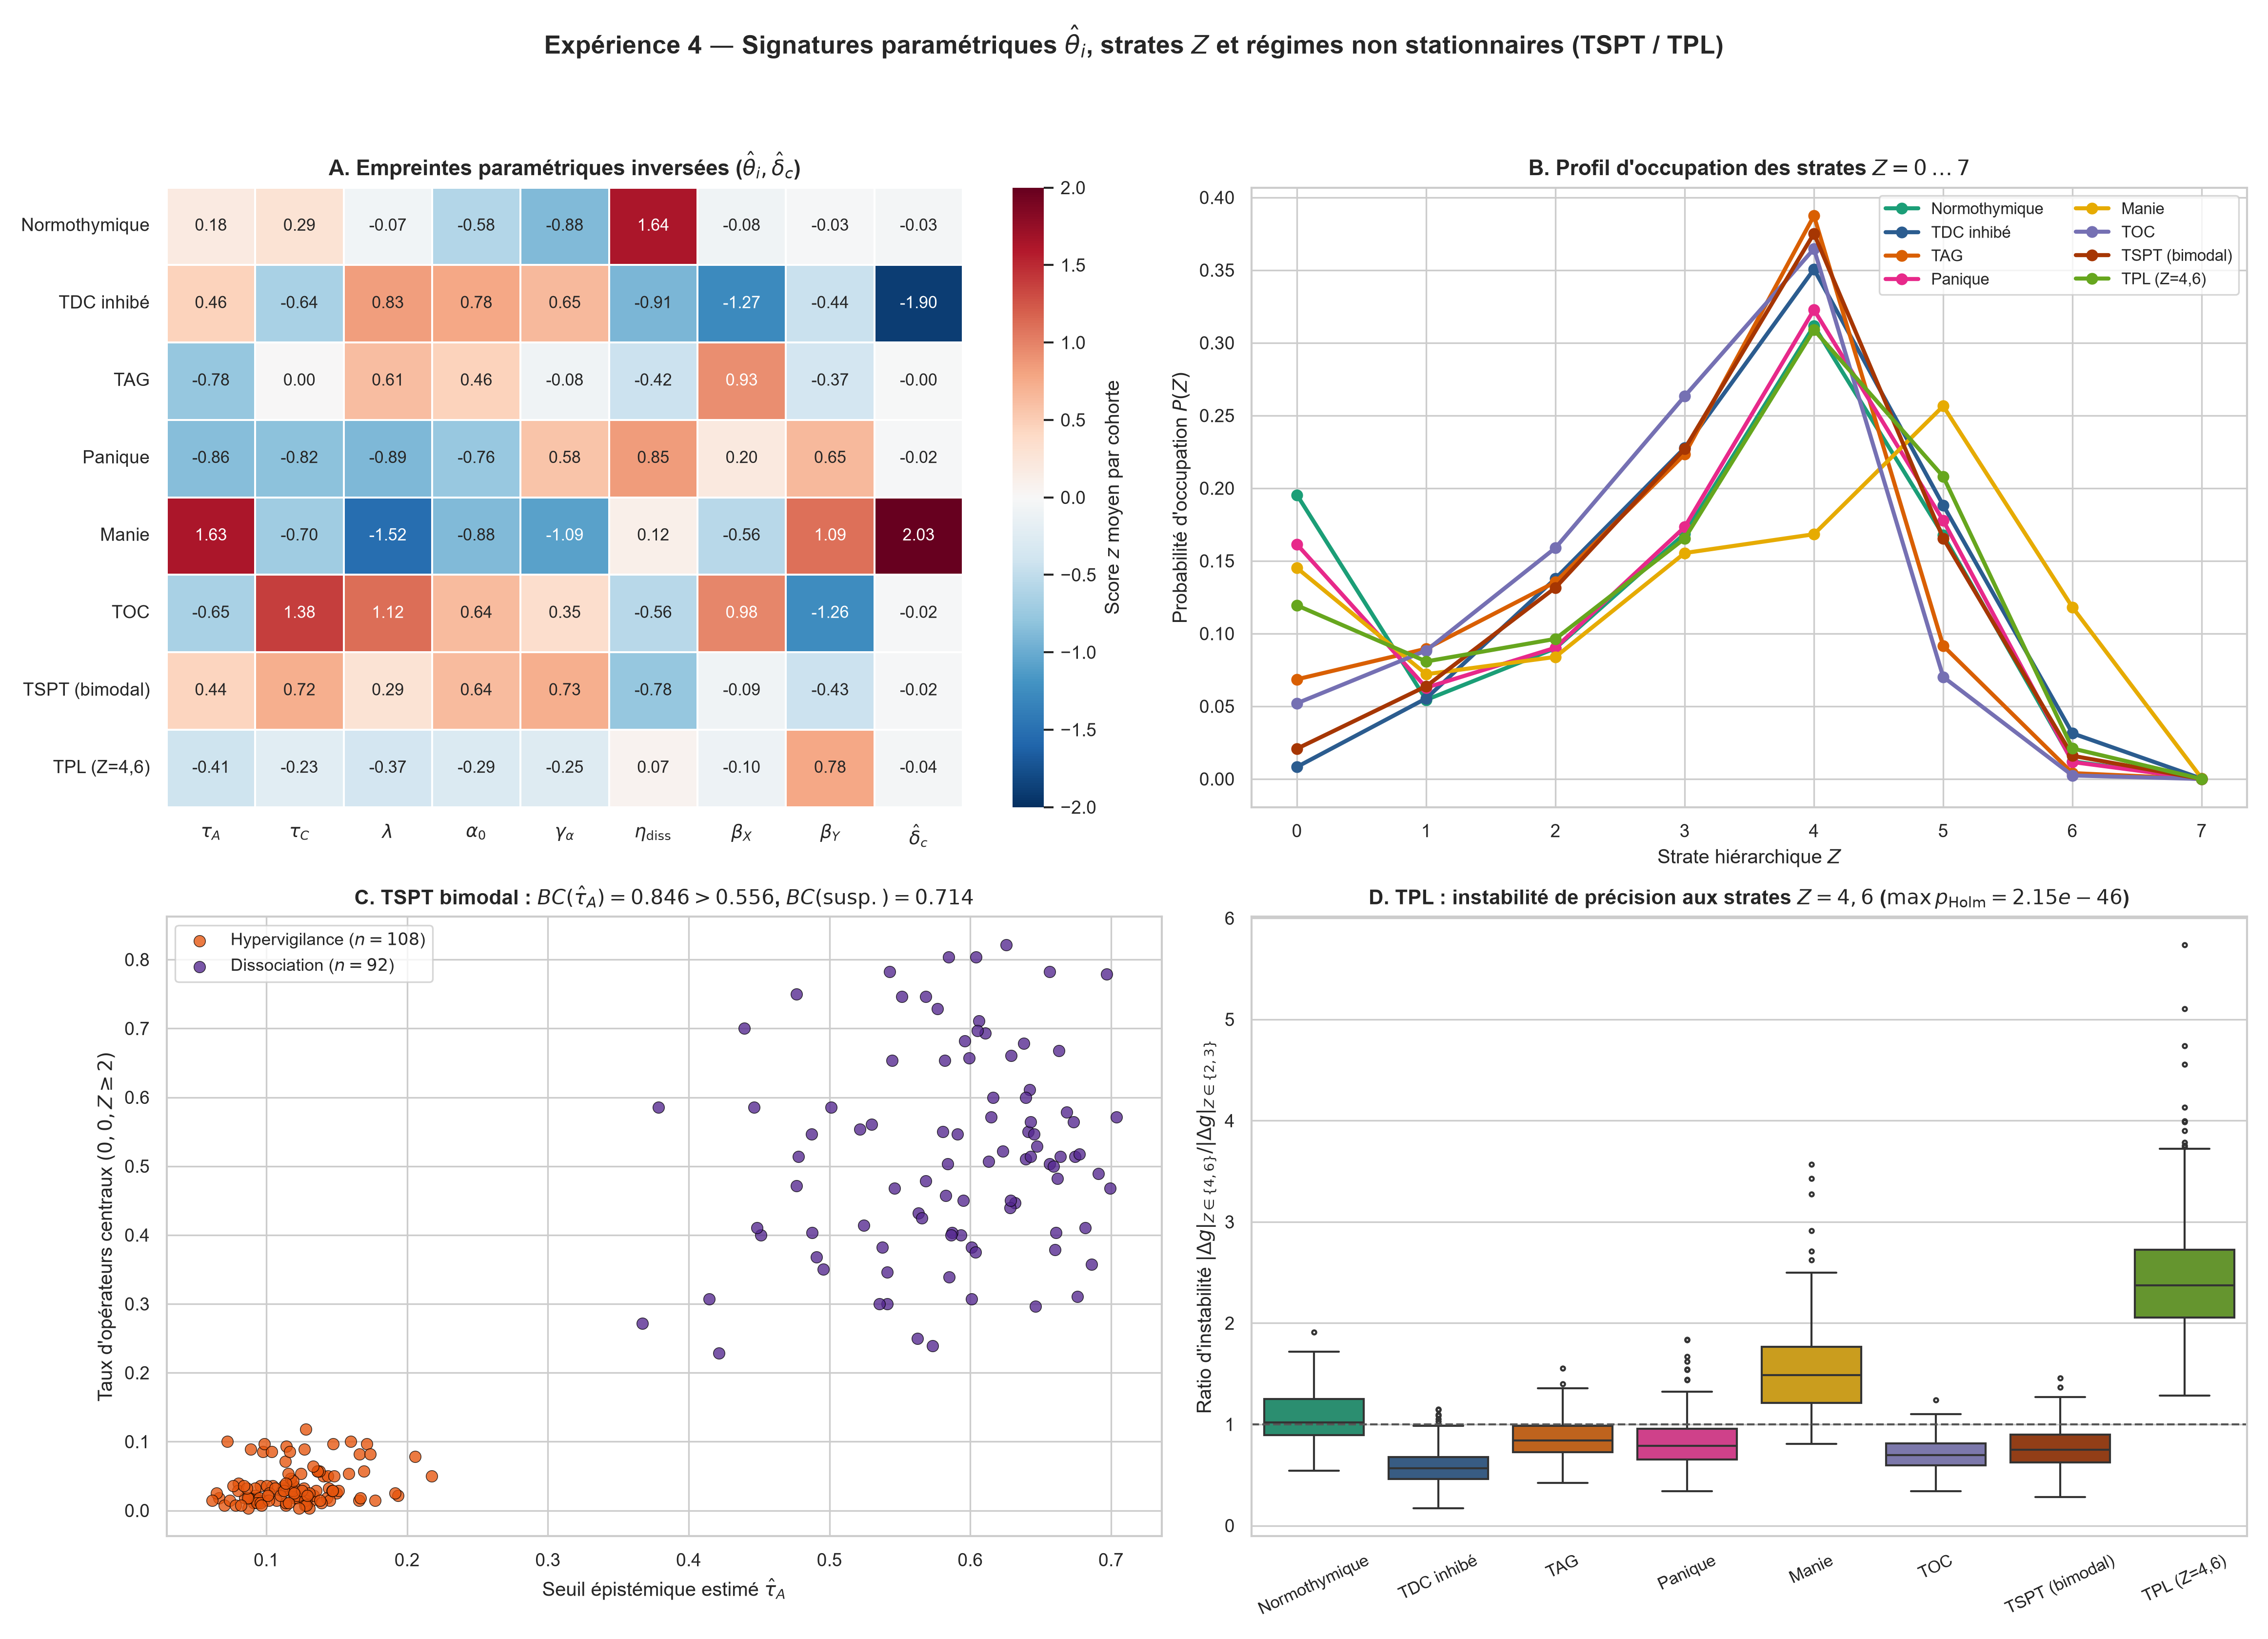 Expérience 4 — Signatures paramétriques θ̂ᵢ, strates Z et régimes non stationnaires (TSPT / TPL)
A. Empreintes paramétriques inversées (θ̂ᵢ, δ̂_c)
Normothymique 0.18 0.29 -0.07 -0.58 -0.88 1.64 -0.08 -0.03 -0.03
TDC inhibé 0.46 -0.64 0.83 0.78 0.65 -0.91 -1.27 -0.44 -1.90
TAG -0.78 0.00 0.61 0.46 -0.08 -0.42 0.93 -0.37 -0.00
Panique -0.86 -0.82 -0.89 -0.76 0.58 0.85 0.20 0.65 -0.02
Manie 1.63 -0.70 -1.52 -0.88 -1.09 0.12 -0.56 1.09 2.03
TOC -0.65 1.38 1.12 0.64 0.35 -0.56 0.98 -1.26 -0.02
TSPT (bimodal) 0.44 0.72 0.29 0.64 0.73 -0.78 -0.09 -0.43 -0.02
TPL (Z=4,6) -0.41 -0.23 -0.37 -0.29 -0.25 0.07 -0.10 0.78 -0.04
τ_A τ_C λ α₀ γ_α η_diss β_X β_Y δ̂_c
2.0
1.5
1.0
0.5
0.0
−0.5
−1.0
−1.5
−2.0
Score z moyen par cohorte
B. Profil d'occupation des strates Z = 0 … 7
Probabilité d'occupation P(Z)
0.40
0.35
0.30
0.25
0.20
0.15
0.10
0.05
0.00
Normothymique
TDC inhibé
TAG
Panique
Manie
TOC
TSPT (bimodal)
TPL (Z=4,6)
0 1 2 3 4 5 6 7
Strate hiérarchique Z
C. TSPT bimodal : BC(τ̂_A) = 0.846 > 0.556, BC(susp.) = 0.714
Taux d'opérateurs centraux (0, 0, Z ≥ 2)
Hypervigilance (n = 108)
Dissociation (n = 92)
0.8
0.7
0.6
0.5
0.4
0.3
0.2
0.1
0.0
0.1 0.2 0.3 0.4 0.5 0.6 0.7
Seuil épistémique estimé τ̂_A
D. TPL : instabilité de précision aux strates Z = 4, 6 (max p_Holm = 2.15e − 46)
Ratio d'instabilité |Δg|_{Z∈{4,6}}/|Δg|_{Z∈{2,3}}
6
5
4
3
2
1
0
Normothymique TDC inhibé TAG Panique Manie TOC TSPT (bimodal) TPL (Z=4,6)